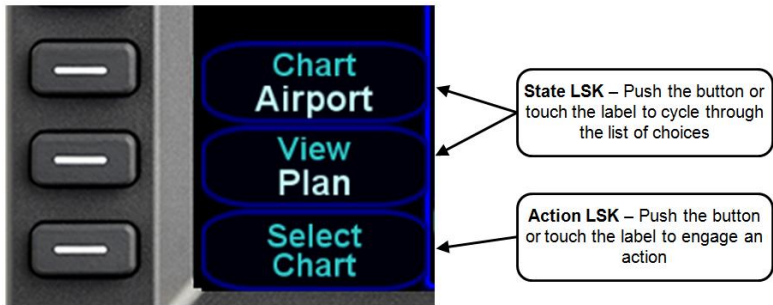 Chart
Airport
View
Plan
Select
Chart
State LSK – Push the button or
touch the label to cycle through
the list of choices
Action LSK – Push the button
or touch the label to engage an
action